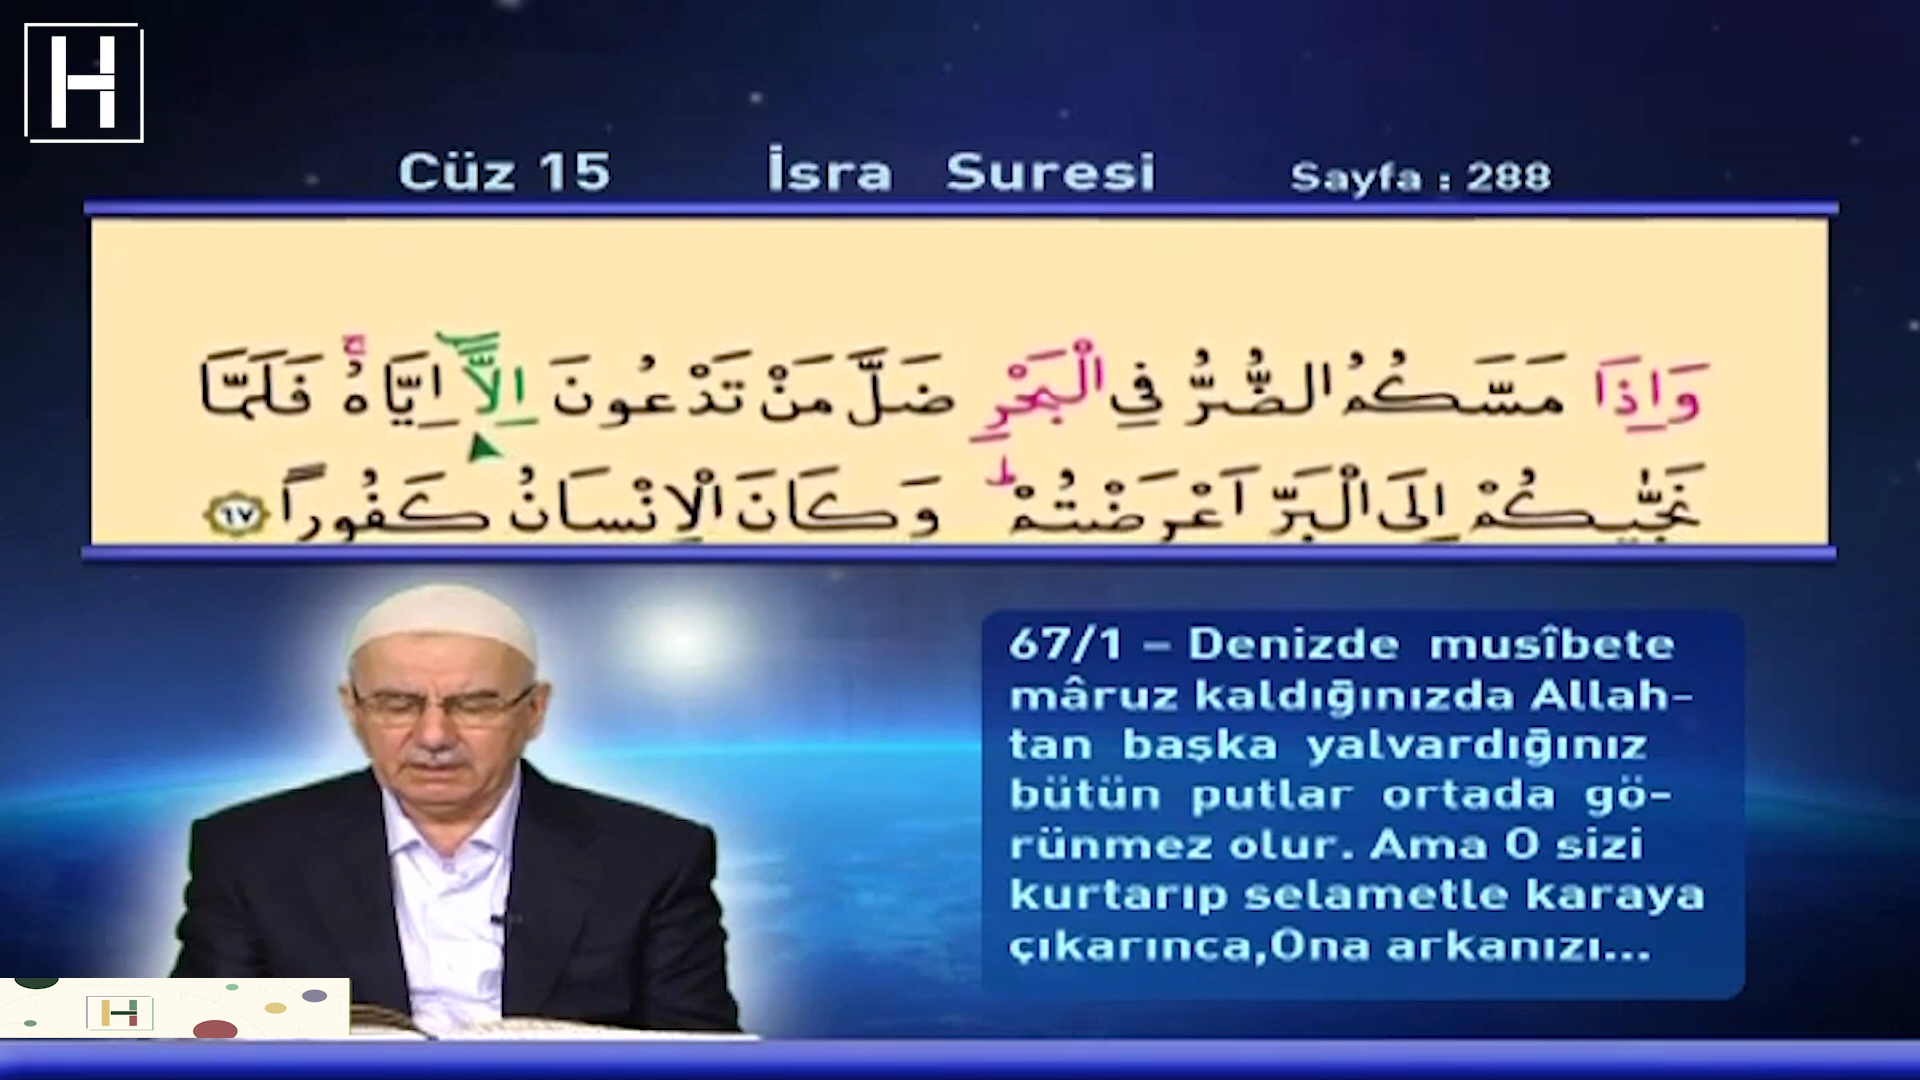 H
Cüz 15 İsra Suresi Sayfa : 288
وَاِذَا مَسَّكُمُ الضُّرُّ فِي الْبَحْرِ ضَلَّ مَنْ تَدْعُونَ اِلَّٓا اِيَّاهُۚ فَلَمَّا
نَجّٰيكُمْ اِلَى الْبَرِّ اَعْرَضْتُمْۜ وَكَانَ الْاِنْسَانُ كَفُورًا ٦٧
67/1 – Denizde musîbete
mâruz kaldığınızda Allah-
tan başka yalvardığınız
bütün putlar ortada gö-
rünmez olur. Ama O sizi
kurtarıp selametle karaya
çıkarınca,Ona arkanızı...
H